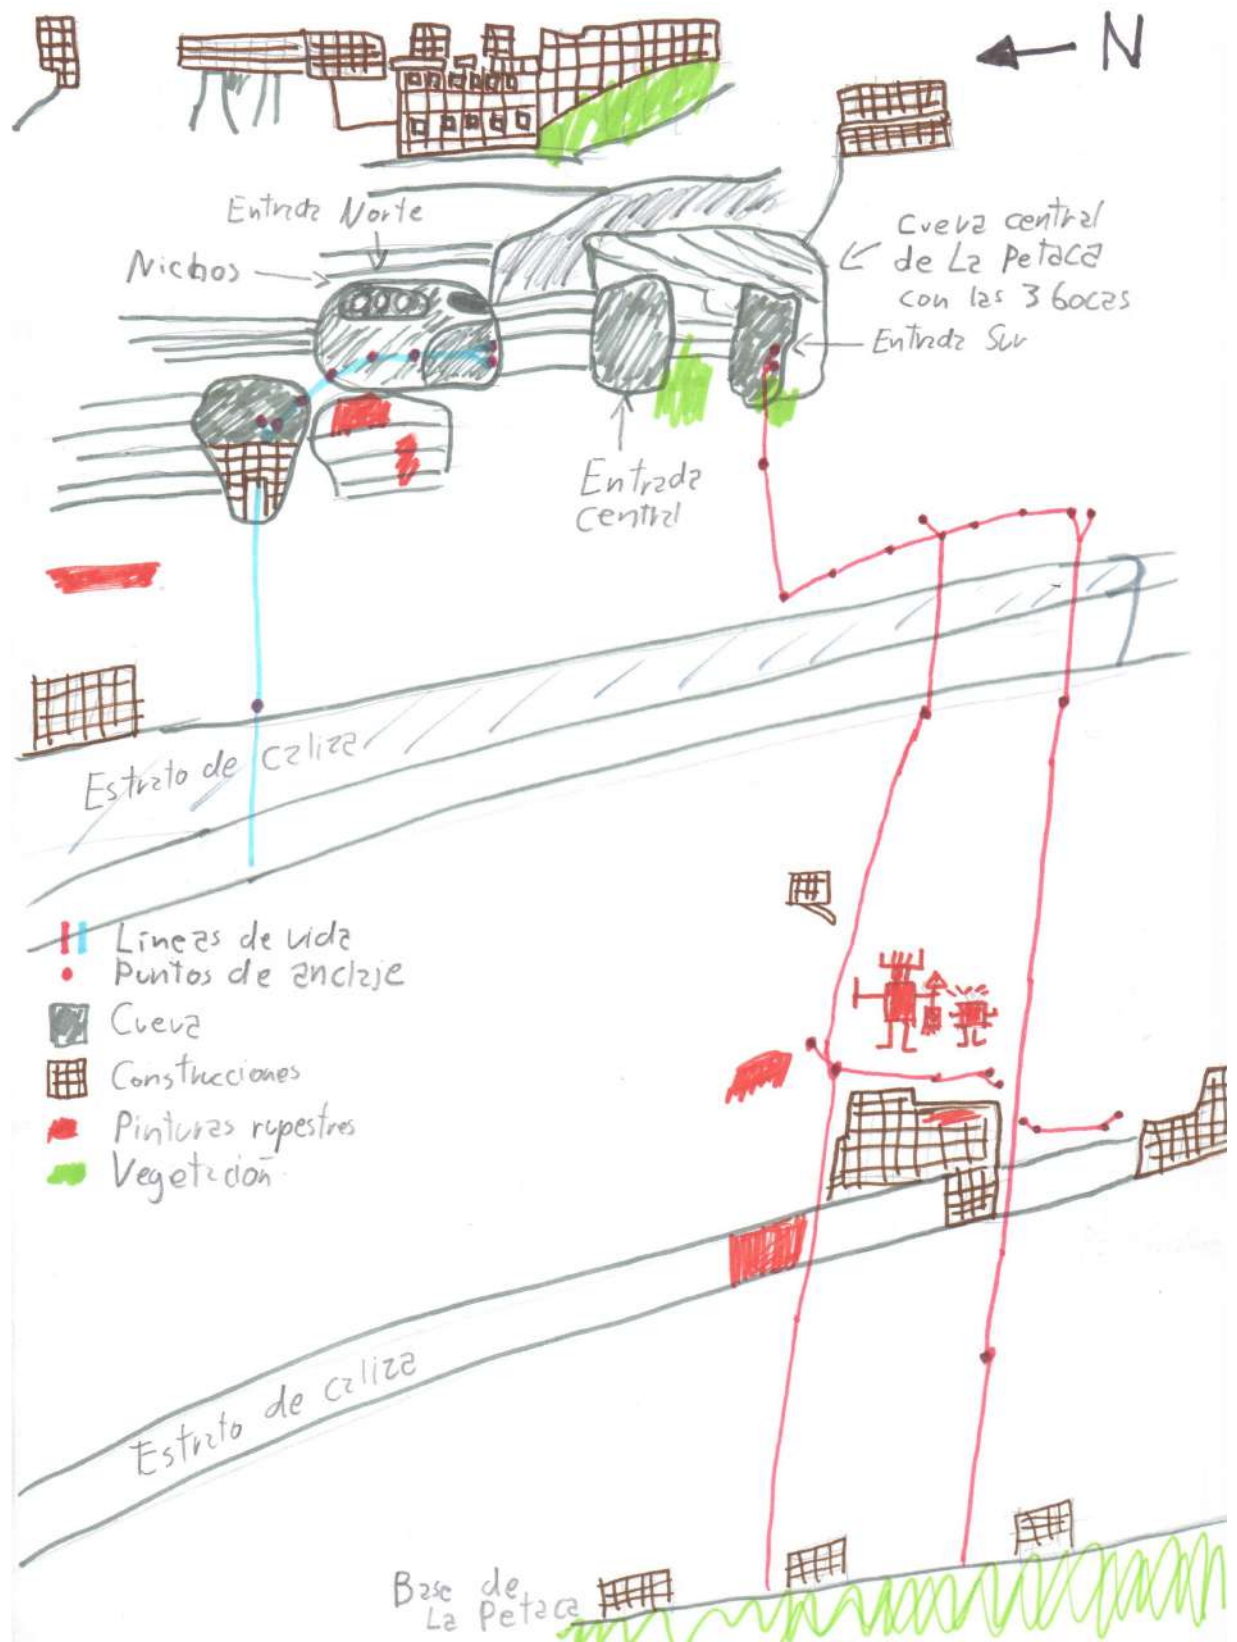 N
Entrada Norte
Nichos
Cueva central
de La Petaca
con las 3 bocas
Entrada Sur
Entrada
Central
Estrato de caliza
Líneas de vida
Puntos de anclaje
Cueva
Construcciones
Pinturas rupestres
Vegetación
Estrato de caliza
Base de
La Petaca